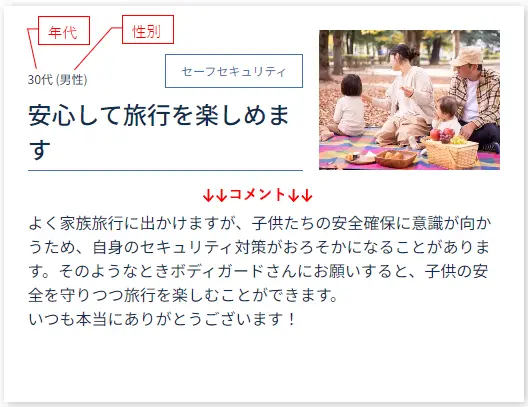 年代
性別
30代 (男性)
セーフセキュリティ
安心して旅行を楽しめま
す
↓↓コメント↓↓
よく家族旅行に出かけますが、子供たちの安全確保に意識が向か
うため、自身のセキュリティ対策がおろそかになることがありま
す。そのようなときボディガードさんにお願いすると、子供の安
全を守りつつ旅行を楽しむことができます。
いつも本当にありがとうございます！